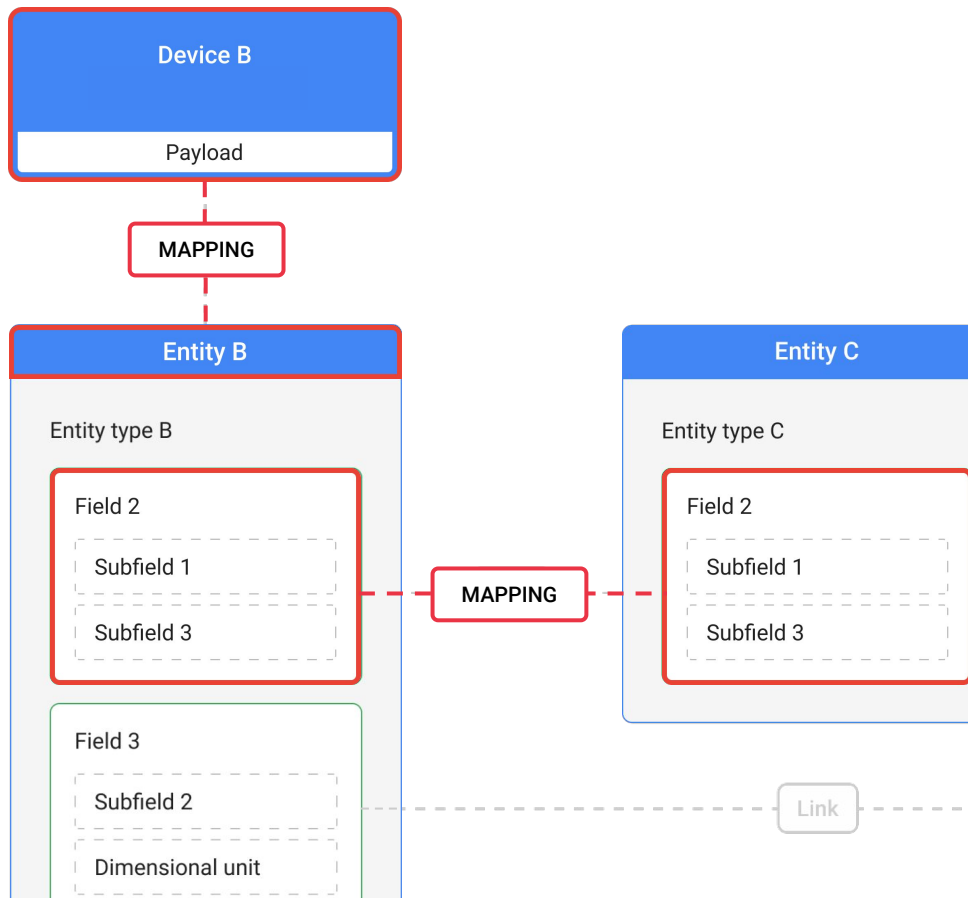 Device B
Payload
MAPPING
Entity B
Entity type B
Field 2
Subfield 1
Subfield 3
MAPPING
Entity C
Entity type C
Field 2
Subfield 1
Subfield 3
Field 3
Subfield 2
Dimensional unit
Link